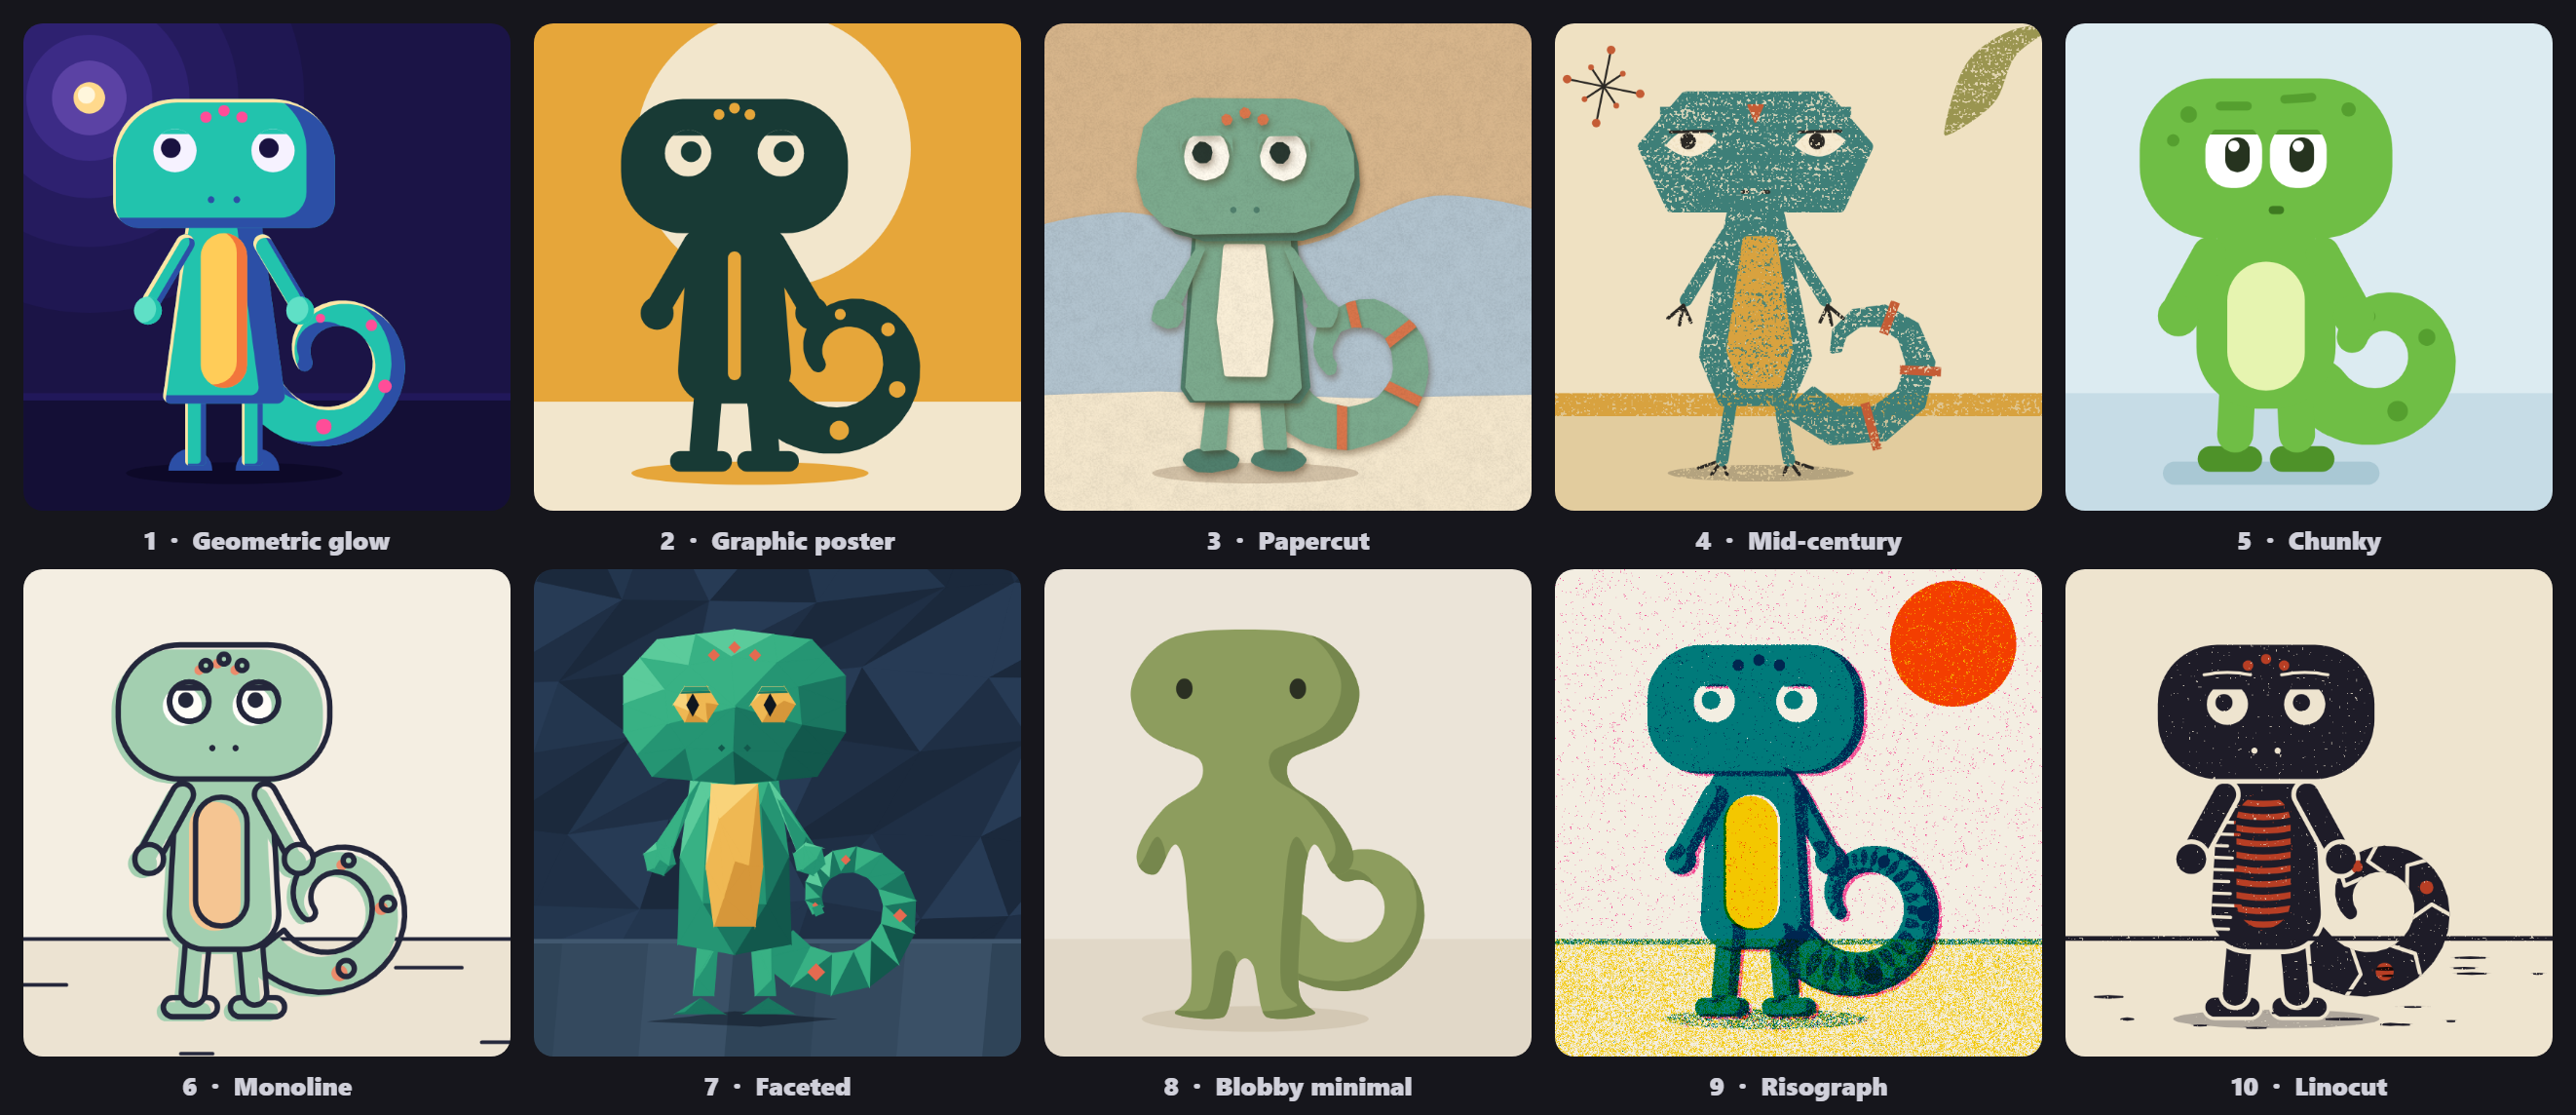 1 · Geometric glow
2 · Graphic poster
3 · Papercut
4 · Mid-century
5 · Chunky
6 · Monoline
7 · Faceted
8 · Blobby minimal
9 · Risograph
10 · Linocut